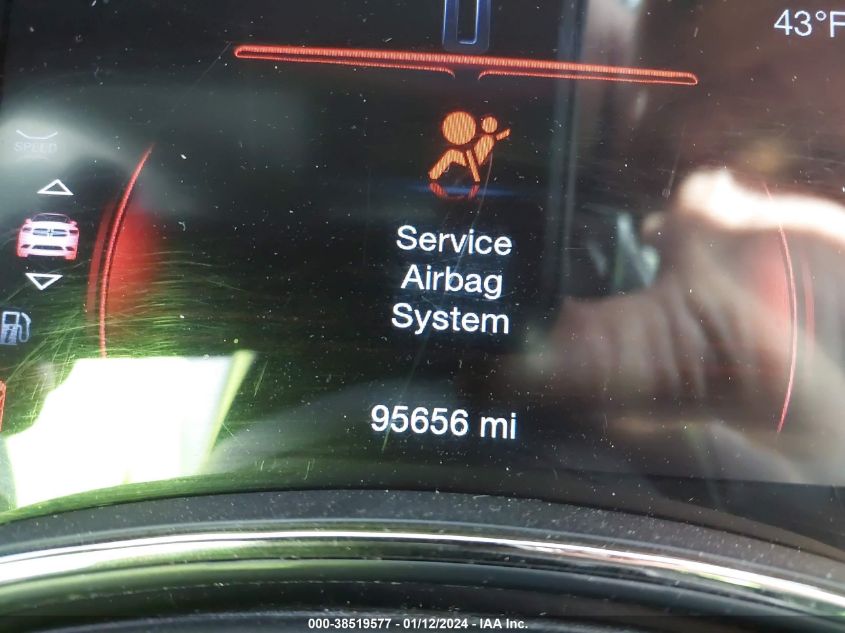 43°F
SPEED
Service
Airbag
System
95656 mi
000-38519577 - 01/12/2024 - IAA Inc.